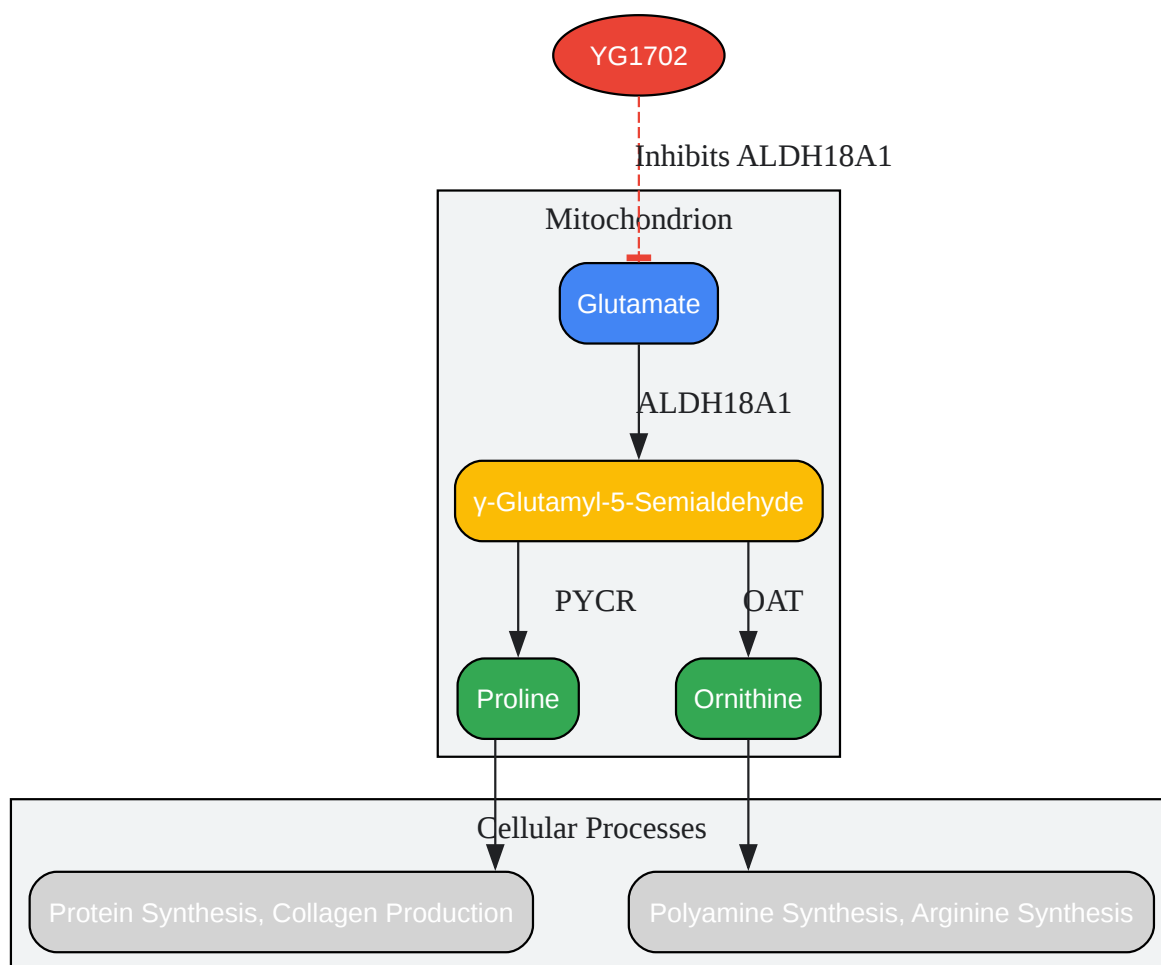 YG1702
Inhibits ALDH18A1
Mitochondrion
Glutamate
ALDH18A1
γ-Glutamyl-5-Semialdehyde
PYCR
OAT
Proline
Ornithine
Cellular Processes
Protein Synthesis, Collagen Production
Polyamine Synthesis, Arginine Synthesis